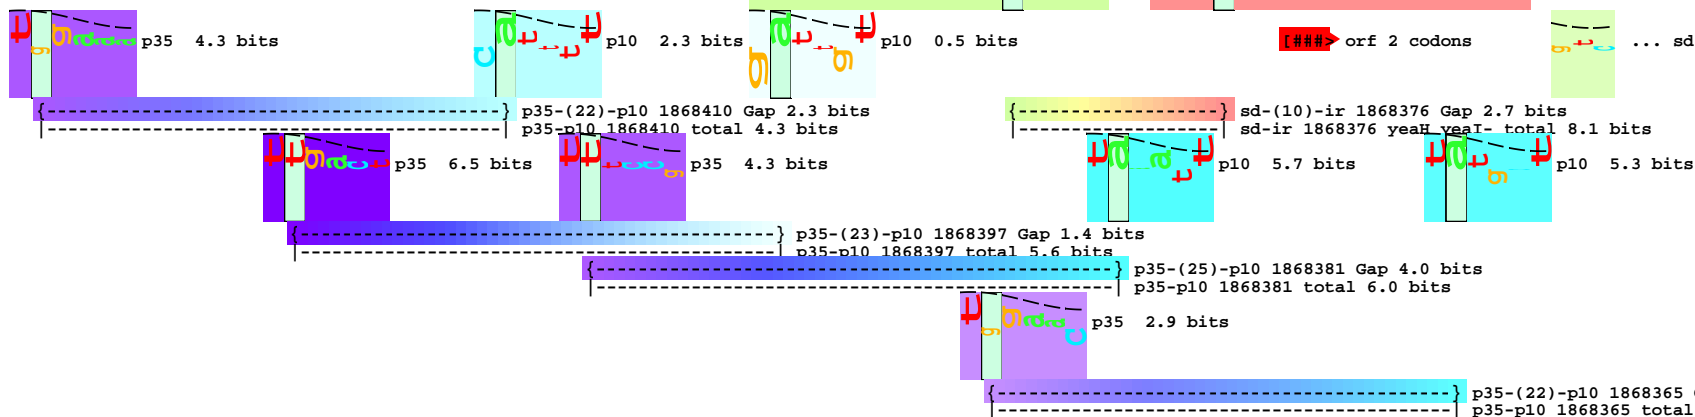 p35 4.3 bits
p10 2.3 bits
p10 0.5 bits
[###> orf 2 codons
... sd
{--------------------------------------------} p35-(22)-p10 1868410 Gap 2.3 bits
|--------------------------------------------| p35-p10 1868410 total 4.3 bits
{--------------------} sd-(10)-ir 1868376 Gap 2.7 bits
|--------------------| sd-ir 1868376 yeaH yeaI- total 8.1 bits
p35 6.5 bits
p35 4.3 bits
p10 5.7 bits
p10 5.3 bits
{----------------------------------------------} p35-(23)-p10 1868397 Gap 1.4 bits
|----------------------------------------------| p35-p10 1868397 total 5.6 bits
{--------------------------------------------------} p35-(25)-p10 1868381 Gap 4.0 bits
|--------------------------------------------------| p35-p10 1868381 total 6.0 bits
p35 2.9 bits
{--------------------------------------------} p35-(22)-p10 1868365
|--------------------------------------------| p35-p10 1868365 total